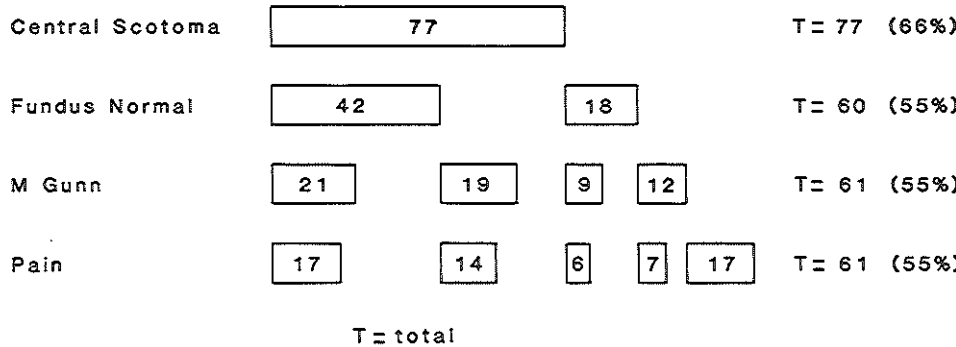 Central Scotoma 77 T= 77 (66%)
Fundus Normal 42 18 T= 60 (55%)
M Gunn 21 19 9 12 T= 61 (55%)
Pain 17 14 6 7 17 T= 61 (55%)
T= total